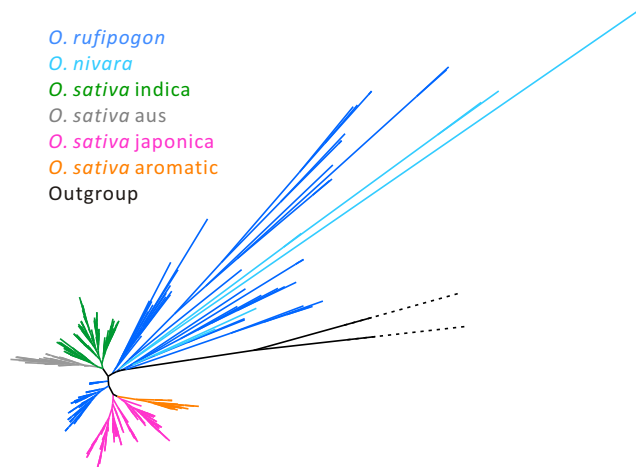 O. rufipogon
O. nivara
O. sativa indica
O. sativa aus
O. sativa japonica
O. sativa aromatic
Outgroup